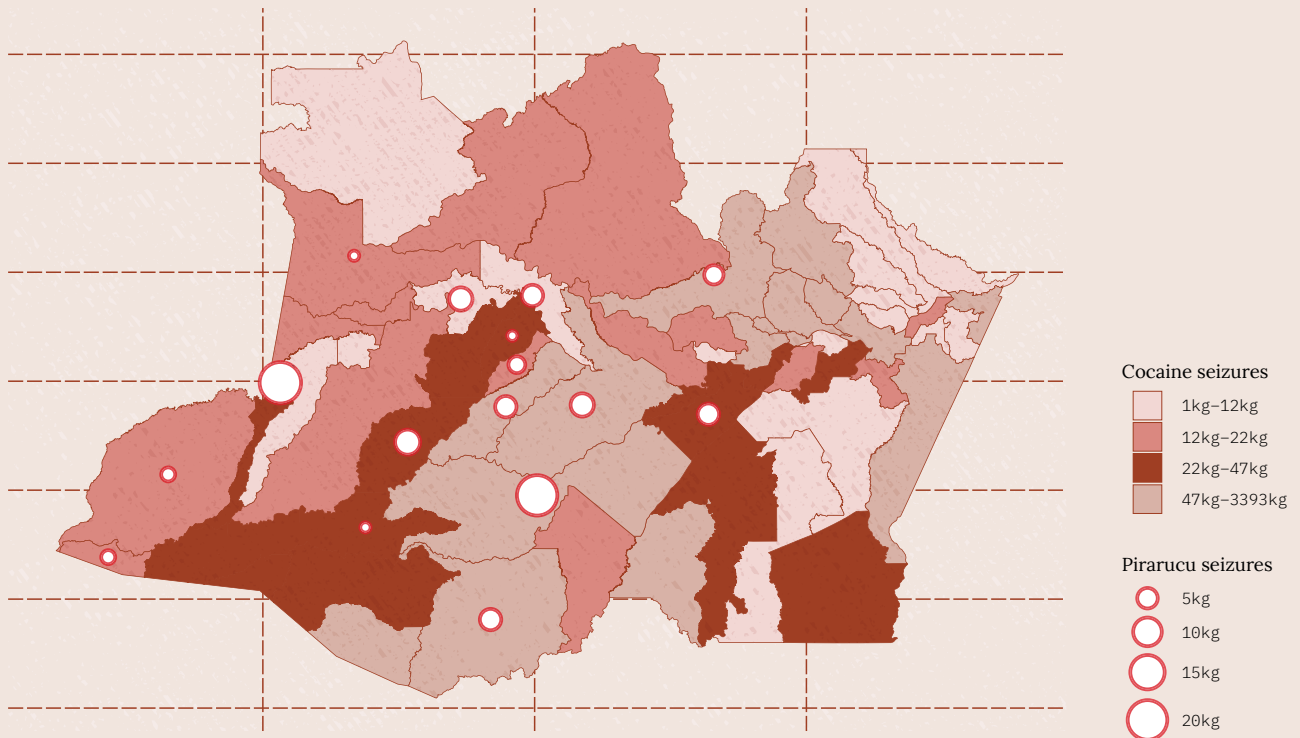 Cocaine seizures
1kg–12kg
12kg–22kg
22kg–47kg
47kg–3393kg
Pirarucu seizures
5kg
10kg
15kg
20kg